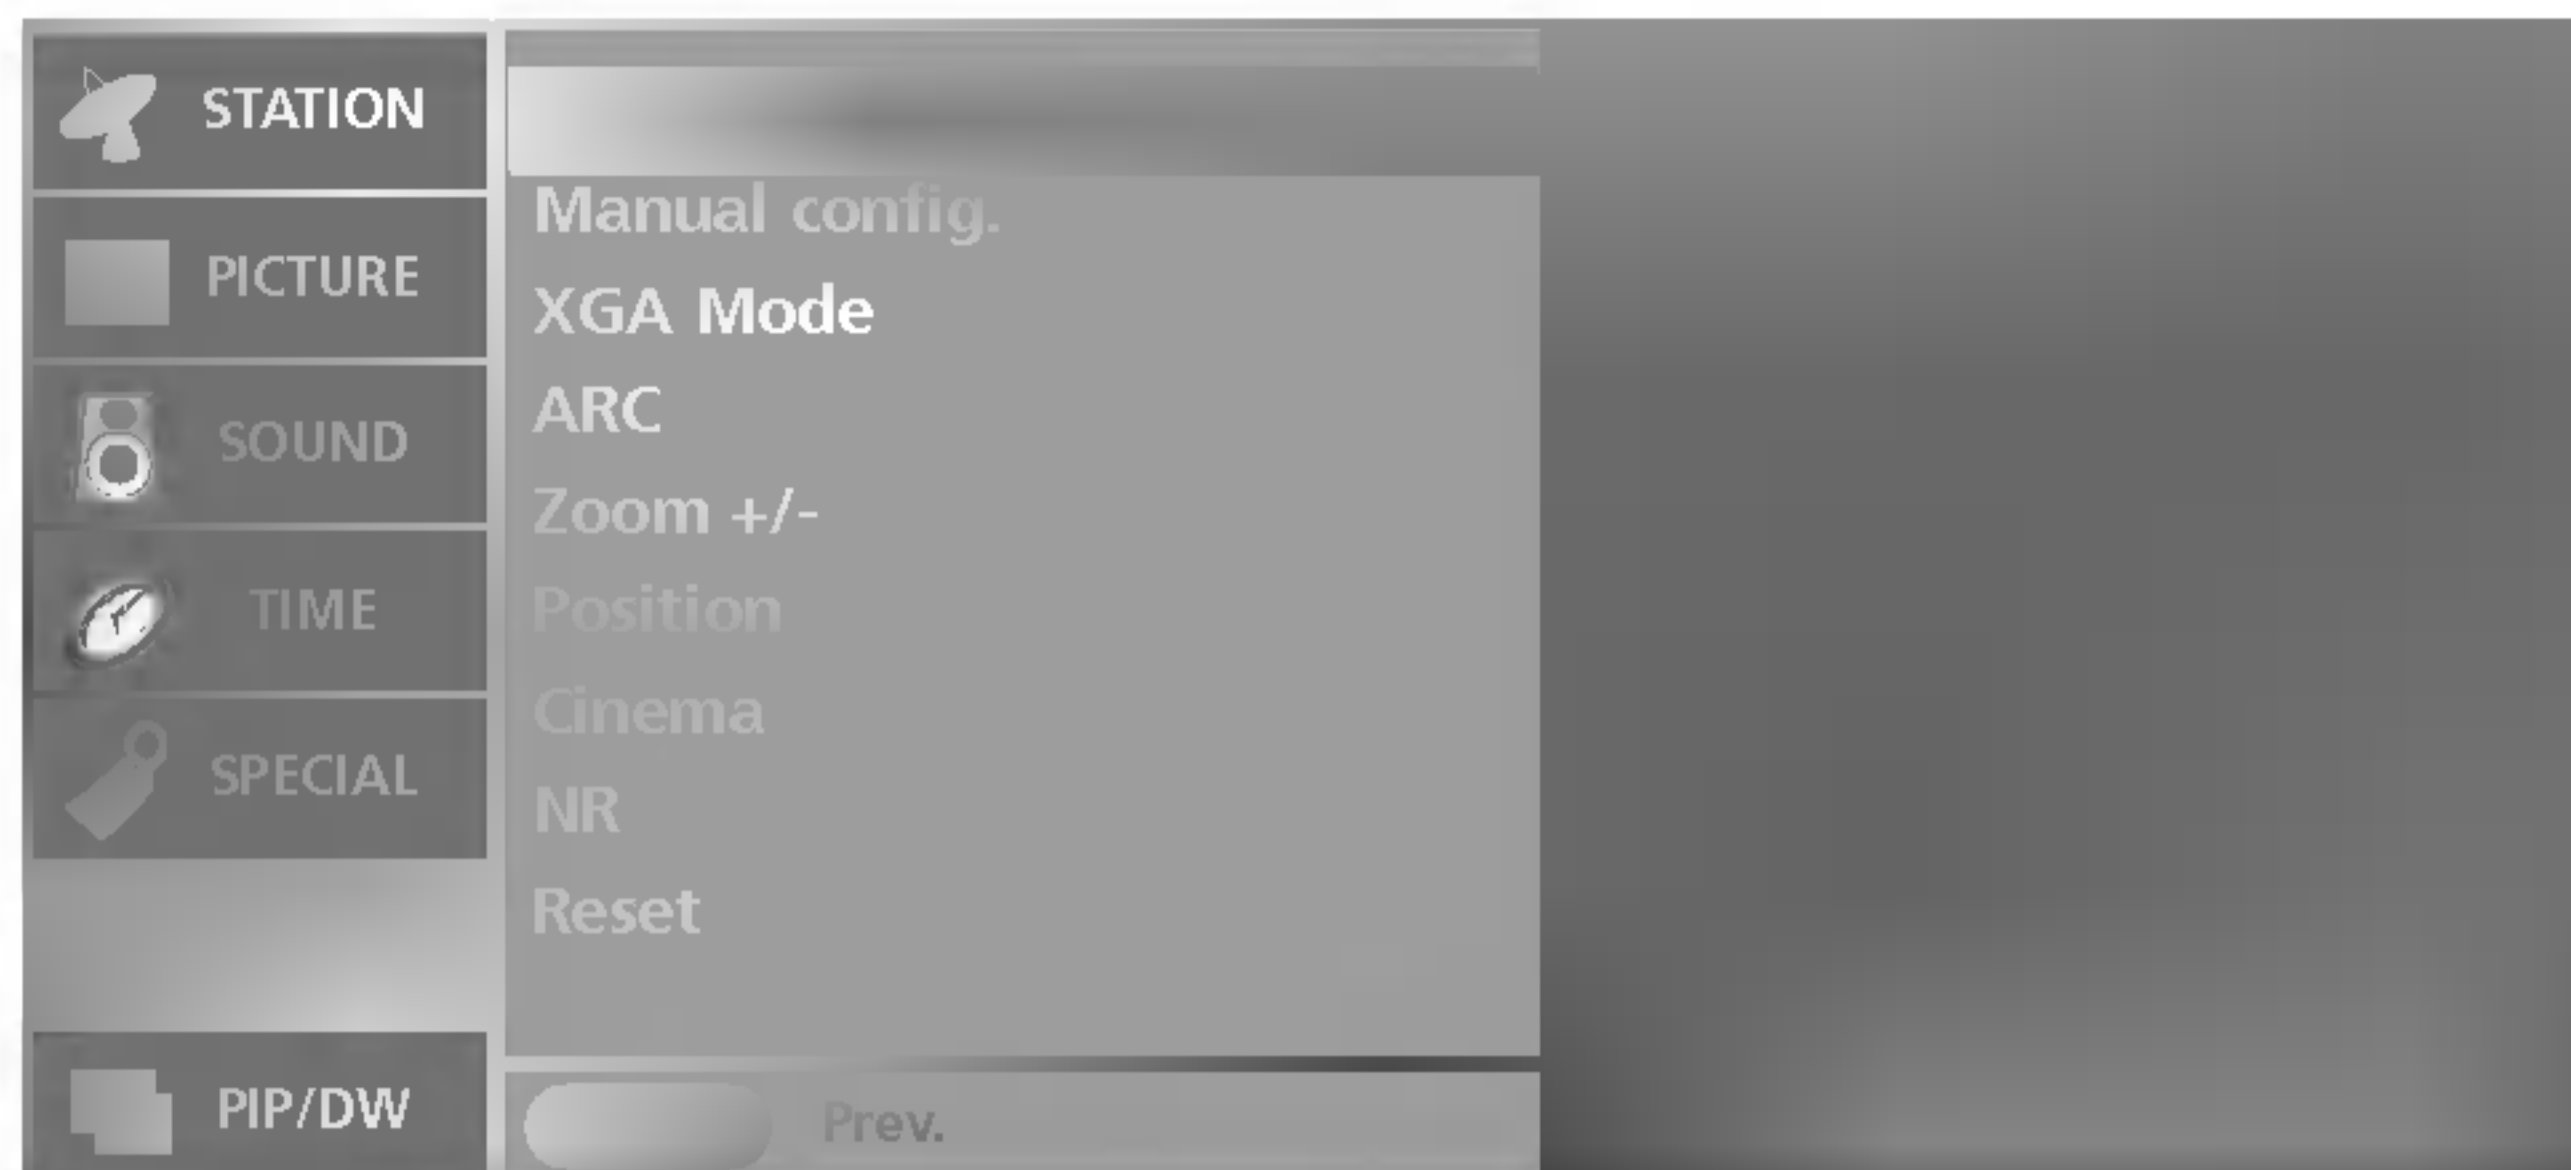 STATION
PICTURE
SOUND
TIME
SPECIAL
PIP/DW
Manual config.
XGA Mode
ARC
Zoom +/-
Position
Cinema
NR
Reset
Prev.